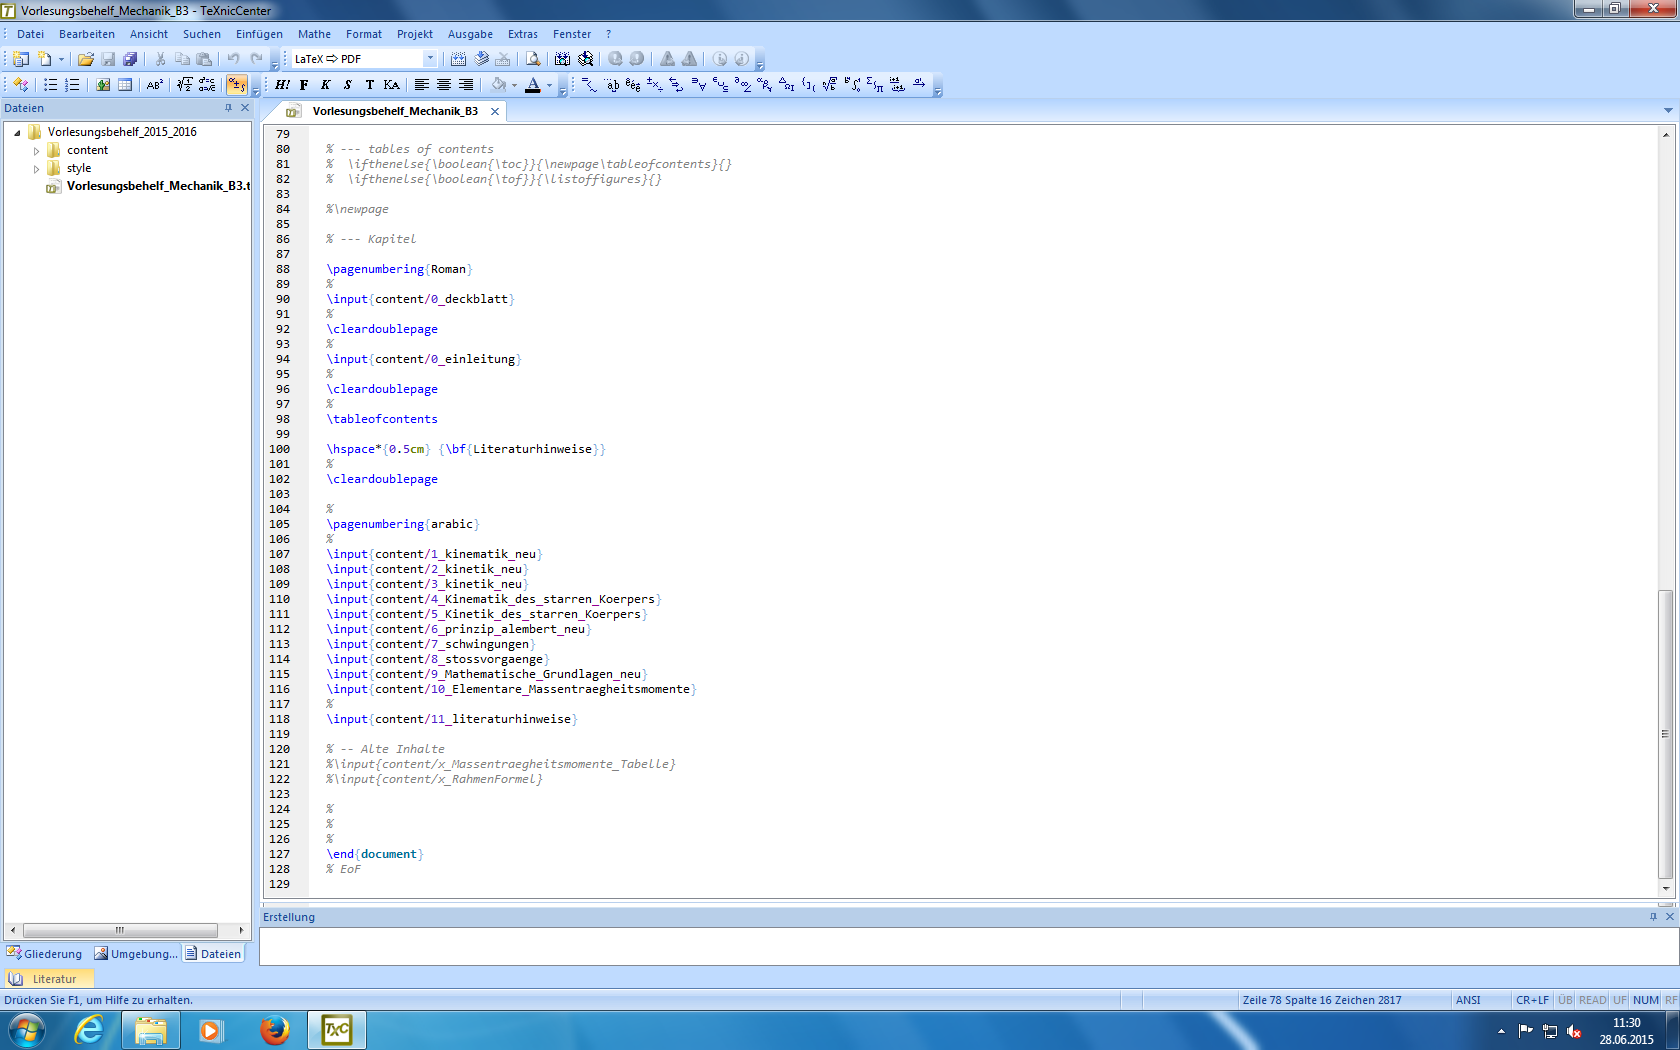 Vorlesungsbehelf_Mechanik_B3 - TeXnicCenter
Datei Bearbeiten Ansicht Suchen Einfügen Mathe Format Projekt Ausgabe Extras Fenster ?
LaTeX ⇨ PDF
Dateien
Vorlesungsbehelf_2015_2016
content
style
Vorlesungsbehelf_Mechanik_B3.t
Vorlesungsbehelf_Mechanik_B3
79
80 % --- tables of contents
81 %  \ifthenelse{\boolean{\toc}}{\newpage\tableofcontents}{}
82 %  \ifthenelse{\boolean{\tof}}{\listoffigures}{}
83
84 %\newpage
85
86 % --- Kapitel
87
88 \pagenumbering{Roman}
89 %
90 \input{content/0_deckblatt}
91 %
92 \cleardoublepage
93 %
94 \input{content/0_einleitung}
95 %
96 \cleardoublepage
97 %
98 \tableofcontents
99
100 \hspace*{0.5cm} {\bf{Literaturhinweise}}
101 %
102 \cleardoublepage
103
104 %
105 \pagenumbering{arabic}
106 %
107 \input{content/1_kinematik_neu}
108 \input{content/2_kinetik_neu}
109 \input{content/3_kinetik_neu}
110 \input{content/4_Kinematik_des_starren_Koerpers}
111 \input{content/5_Kinetik_des_starren_Koerpers}
112 \input{content/6_prinzip_alembert_neu}
113 \input{content/7_schwingungen}
114 \input{content/8_stossvorgaenge}
115 \input{content/9_Mathematische_Grundlagen_neu}
116 \input{content/10_Elementare_Massentraegheitsmomente}
117 %
118 \input{content/11_literaturhinweise}
119
120 % -- Alte Inhalte
121 %\input{content/x_Massentraegheitsmomente_Tabelle}
122 %\input{content/x_RahmenFormel}
123
124 %
125 %
126 %
127 \end{document}
128 % EoF
129
Erstellung
Gliederung Umgebung... Dateien
Literatur
Drücken Sie F1, um Hilfe zu erhalten.
Zeile 78 Spalte 16 Zeichen 2817 ANSI CR+LF ÜB READ UF NUM RF
11:30
28.06.2015